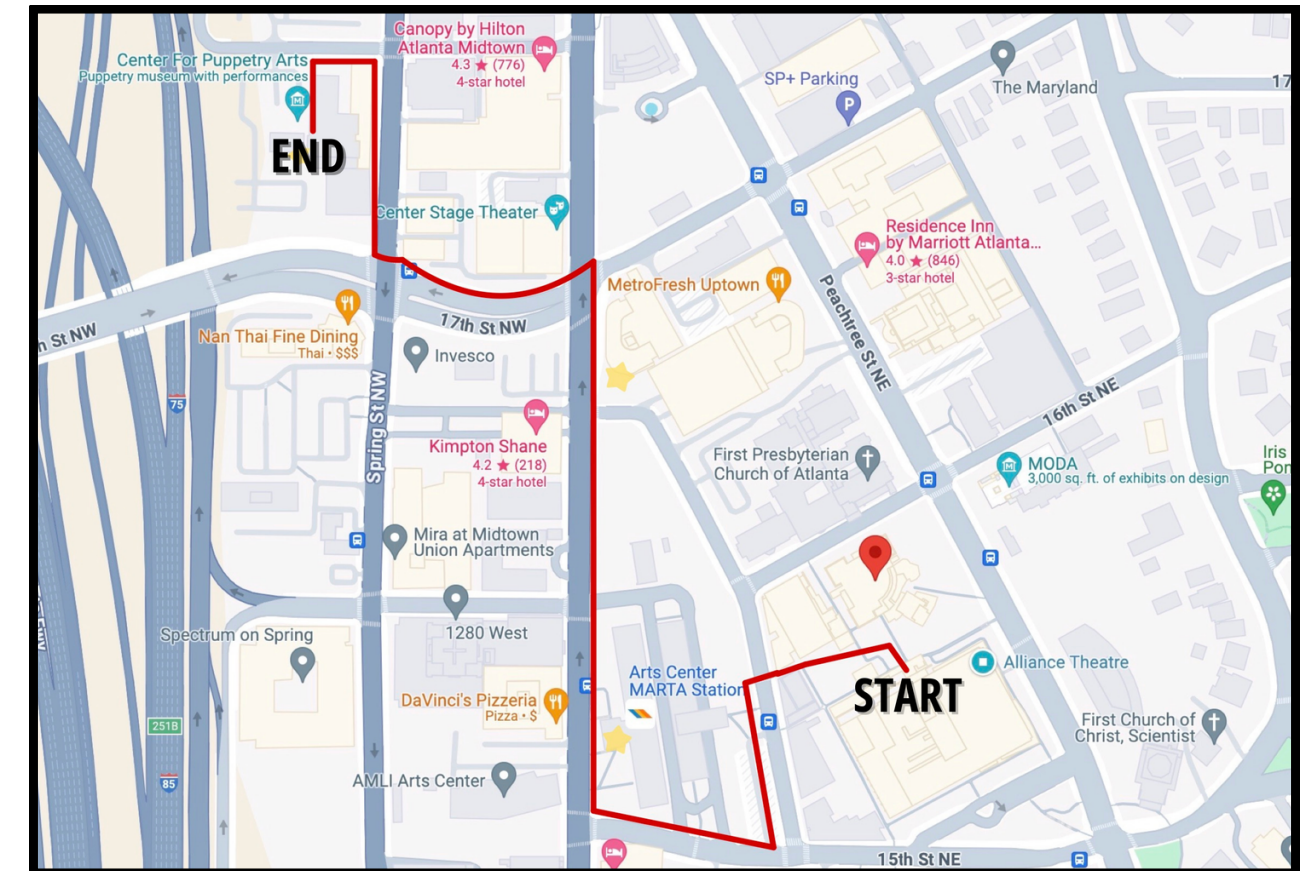 Canopy by Hilton
Atlanta Midtown
4.3 ★ (776)
4-star hotel
Center For Puppetry Arts
Puppetry museum with performances
END
SP+ Parking
P
The Maryland
17
Center Stage Theater
Residence Inn
by Marriott Atlanta...
4.0 ★ (846)
3-star hotel
MetroFresh Uptown
Peachtree St NE
h St NW
17th St NW
Nan Thai Fine Dining
Thai • $$$
Invesco
75
Spring St NW
16th St NE
Kimpton Shane
4.2 ★ (218)
4-star hotel
First Presbyterian
Church of Atlanta
MODA
3,000 sq. ft. of exhibits on design
Iris
Pon
Mira at Midtown
Union Apartments
1280 West
Spectrum on Spring
Arts Center
MARTA Station
START
Alliance Theatre
DaVinci's Pizzeria
Pizza • $
First Church of
Christ, Scientist
251B
AMLI Arts Center
85
15th St NE